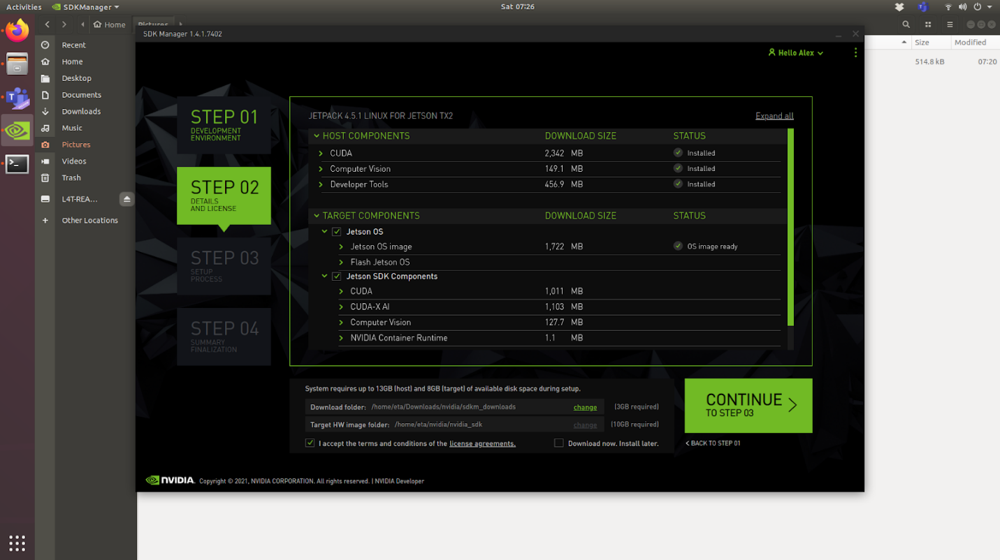 Activities SDKManager Sat 07:26
Home Pictures
SDK Manager 1.4.1.7402
Size Modified
Hello Alex
514.8 kB 07:20
Recent
Home
Desktop
Documents
Downloads
Music
Pictures
Videos
Trash
L4T-REA...
Other Locations
STEP 01
DEVELOPMENT
ENVIRONMENT
STEP 02
DETAILS
AND LICENSE
STEP 03
SETUP
PROCESS
STEP 04
SUMMARY
FINALIZATION
JETPACK 4.5.1 LINUX FOR JETSON TX2 Expand all
HOST COMPONENTS DOWNLOAD SIZE STATUS
CUDA 2,342 MB Installed
Computer Vision 149.1 MB Installed
Developer Tools 456.9 MB Installed
TARGET COMPONENTS DOWNLOAD SIZE STATUS
Jetson OS
Jetson OS image 1,722 MB OS image ready
Flash Jetson OS
Jetson SDK Components
CUDA 1,011 MB
CUDA-X AI 1,103 MB
Computer Vision 127.7 MB
NVIDIA Container Runtime 1.1 MB
System requires up to 13GB (host) and 8GB (target) of available disk space during setup.
Download folder: /home/eta/Downloads/nvidia/sdkm_downloads change (3GB required)
Target HW image folder: /home/eta/nvidia/nvidia_sdk change (10GB required)
I accept the terms and conditions of the license agreements. Download now. Install later.
CONTINUE
TO STEP 03
< BACK TO STEP 01
NVIDIA. Copyright © 2021, NVIDIA CORPORATION. All rights reserved. | NVIDIA Developer